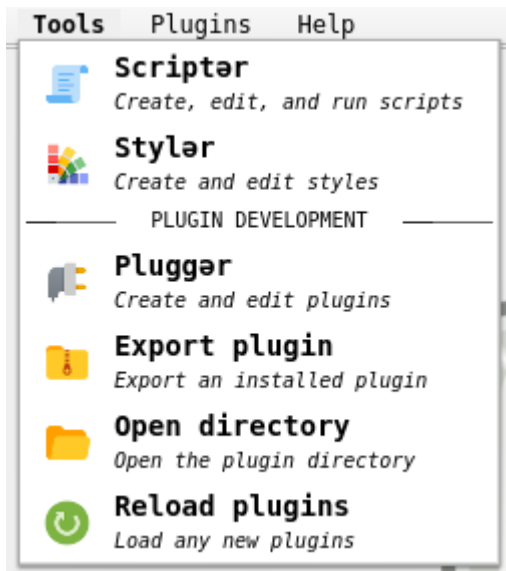 Tools Plugins Help
Scriptər
Create, edit, and run scripts
Stylər
Create and edit styles
PLUGIN DEVELOPMENT
Pluggər
Create and edit plugins
Export plugin
Export an installed plugin
Open directory
Open the plugin directory
Reload plugins
Load any new plugins